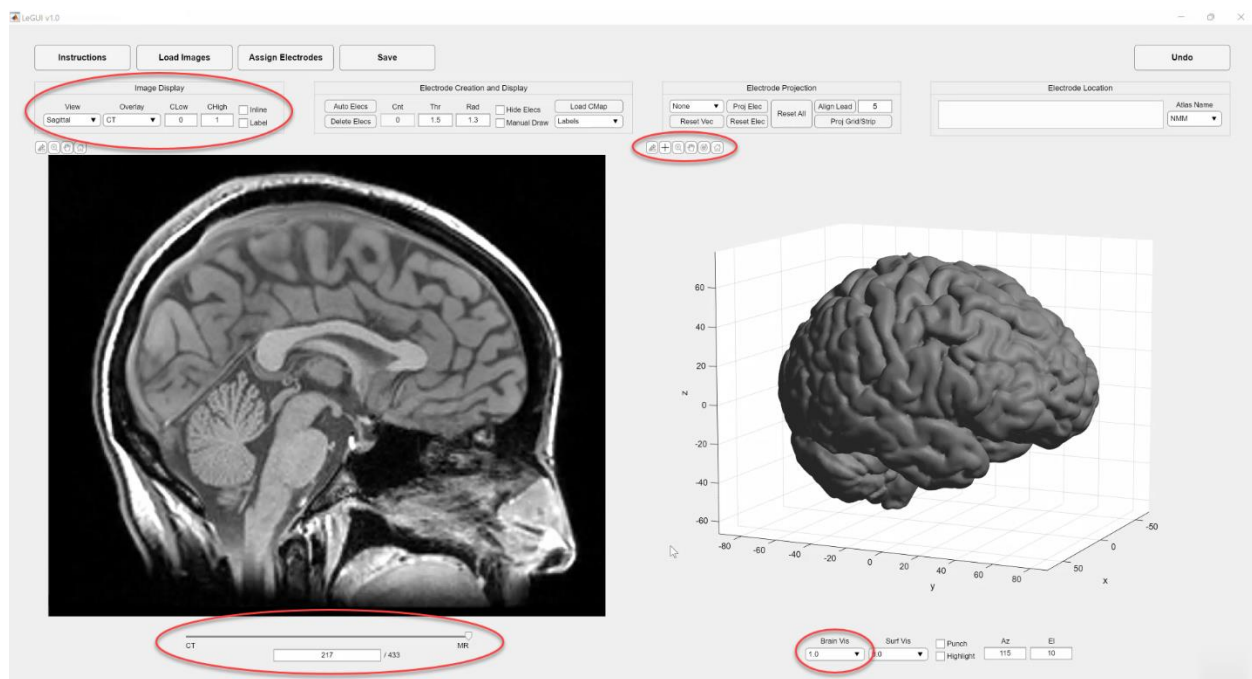 LeGUI v1.0
Instructions
Load Images
Assign Electrodes
Save
Undo
Image Display
View Overlay CLow CHigh
Inline
Sagittal CT 0 1
Label
Electrode Creation and Display
Auto Elecs Cnt Thr Rad Hide Elecs Load CMap
Delete Elecs 0 1.5 1.3 Manual Draw Labels
Electrode Projection
None Proj Elec Reset All Align Lead 5
Reset Vec Reset Elec Proj Grid/Strip
Electrode Location
Atlas Name
NMM
60
40
20
0
-20
-40
-60
z
-80 -60 -40 -20 0 20 40 60 80
y
-50
0
50
x
CT MR
217 / 433
Brain Vis Surf Vis Punch Az El
1.0 Highlight 115 10